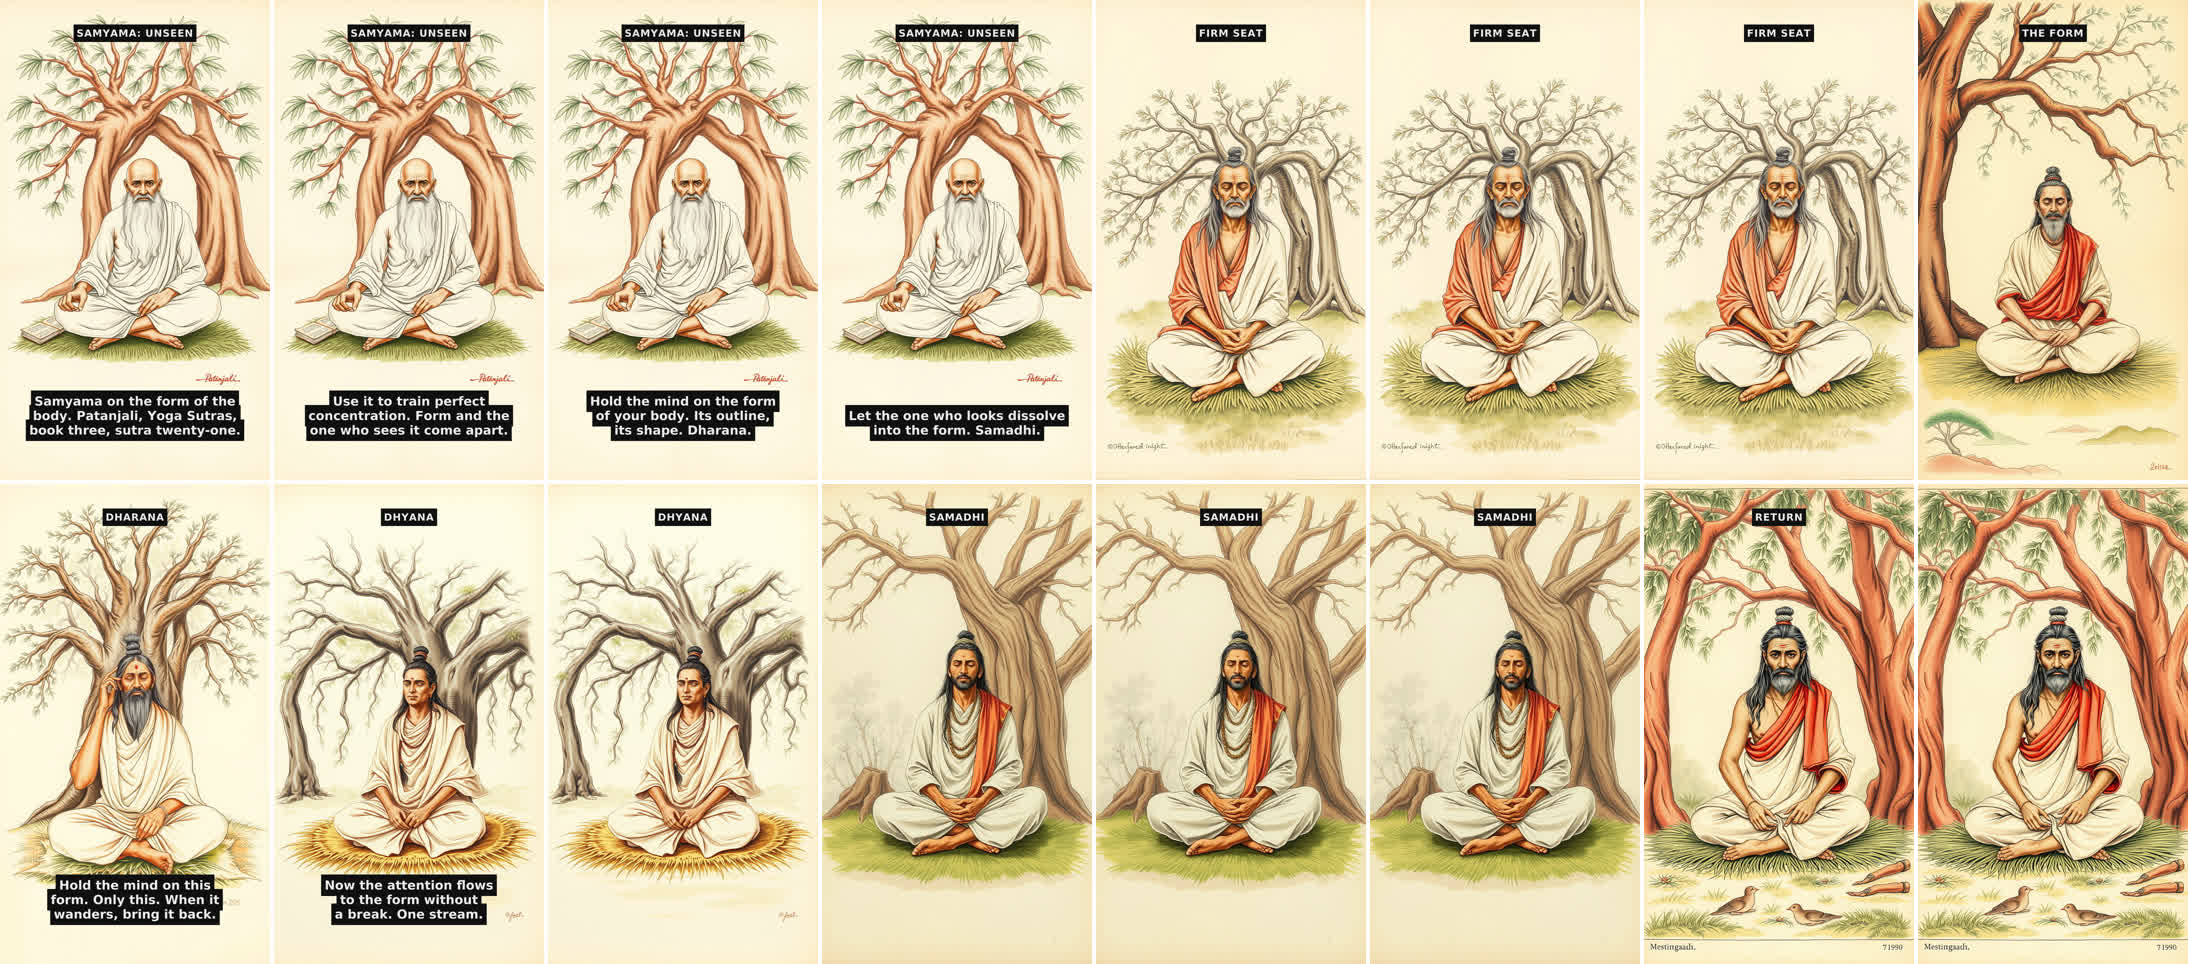 SAMYAMA: UNSEEN
Patanjali
Samyama on the form of the
body. Patanjali, Yoga Sutras,
book three, sutra twenty-one.
SAMYAMA: UNSEEN
Patanjali
Use it to train perfect
concentration. Form and the
one who sees it come apart.
SAMYAMA: UNSEEN
Patanjali
Hold the mind on the form
of your body. Its outline,
its shape. Dharana.
SAMYAMA: UNSEEN
Patanjali
Let the one who looks dissolve
into the form. Samadhi.
FIRM SEAT
FIRM SEAT
FIRM SEAT
THE FORM
DHARANA
Hold the mind on this
form. Only this. When it
wanders, bring it back.
DHYANA
Now the attention flows
to the form without
a break. One stream.
DHYANA
SAMADHI
SAMADHI
SAMADHI
RETURN
Mestingaadi,
71990
Mestingaadi,
71990